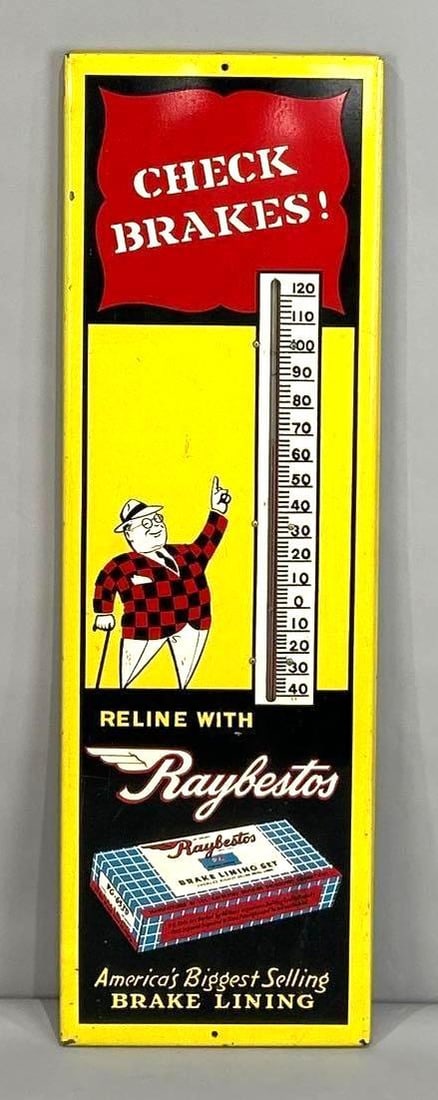 CHECK
BRAKES!
120
110
100
90
80
70
60
50
40
30
20
10
0
10
20
30
40
RELINE WITH
Raybestos
Raybestos
BRAKE LINING SET
America's Biggest Selling
BRAKE LINING